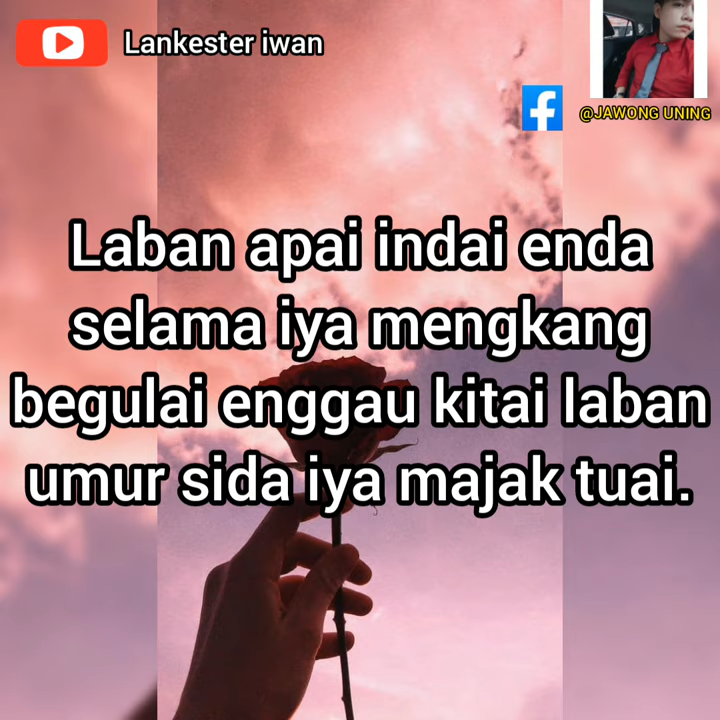 Lankester iwan
@JAWONG UNING
Laban apai indai enda
selama iya mengkang
begulai enggau kitai laban
umur sida iya majak tuai.